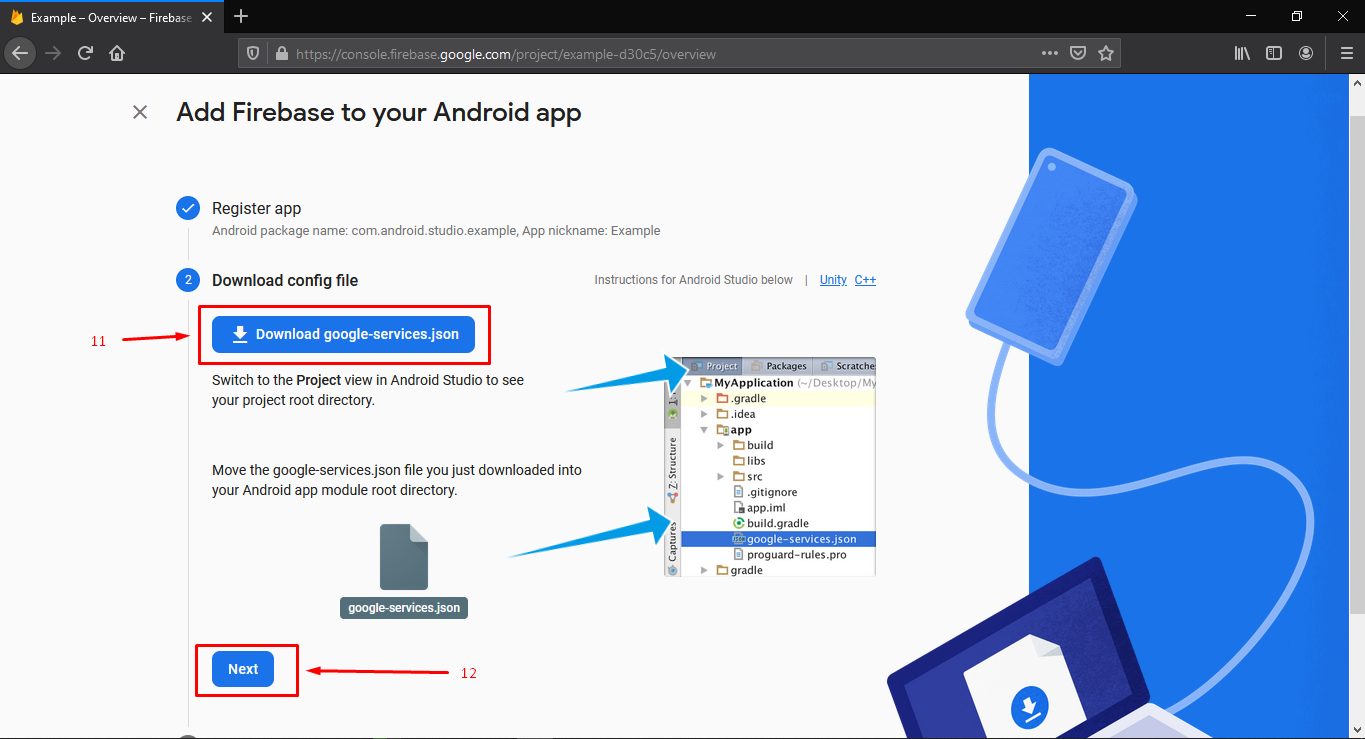 Example – Overview – Firebase
https://console.firebase.google.com/project/example-d30c5/overview
Add Firebase to your Android app
Register app
Android package name: com.android.studio.example, App nickname: Example
2
Download config file
Instructions for Android Studio below | Unity C++
11
Download google-services.json
Switch to the Project view in Android Studio to see
your project root directory.
Project Packages Scratches
MyApplication (~/Desktop/My
.gradle
.idea
app
build
libs
src
.gitignore
app.iml
build.gradle
google-services.json
proguard-rules.pro
gradle
Z: Structure
Captures
Move the google-services.json file you just downloaded into
your Android app module root directory.
google-services.json
Next
12